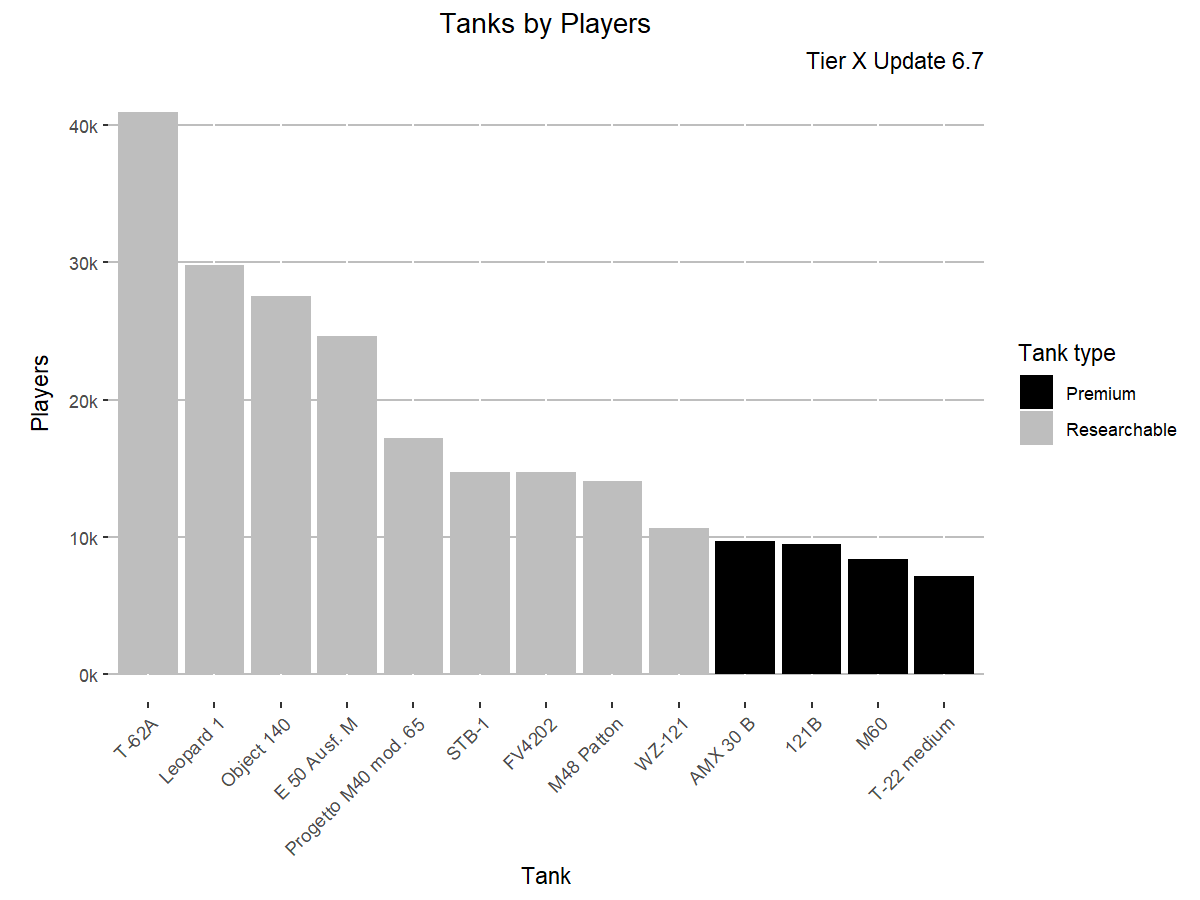 Tanks by Players
Tier X Update 6.7
Players
40k
30k
20k
10k
0k
T-62A
Leopard 1
Object 140
E 50 Ausf. M
Progetto M40 mod. 65
STB-1
FV4202
M48 Patton
WZ-121
AMX 30 B
121B
M60
T-22 medium
Tank
Tank type
Premium
Researchable